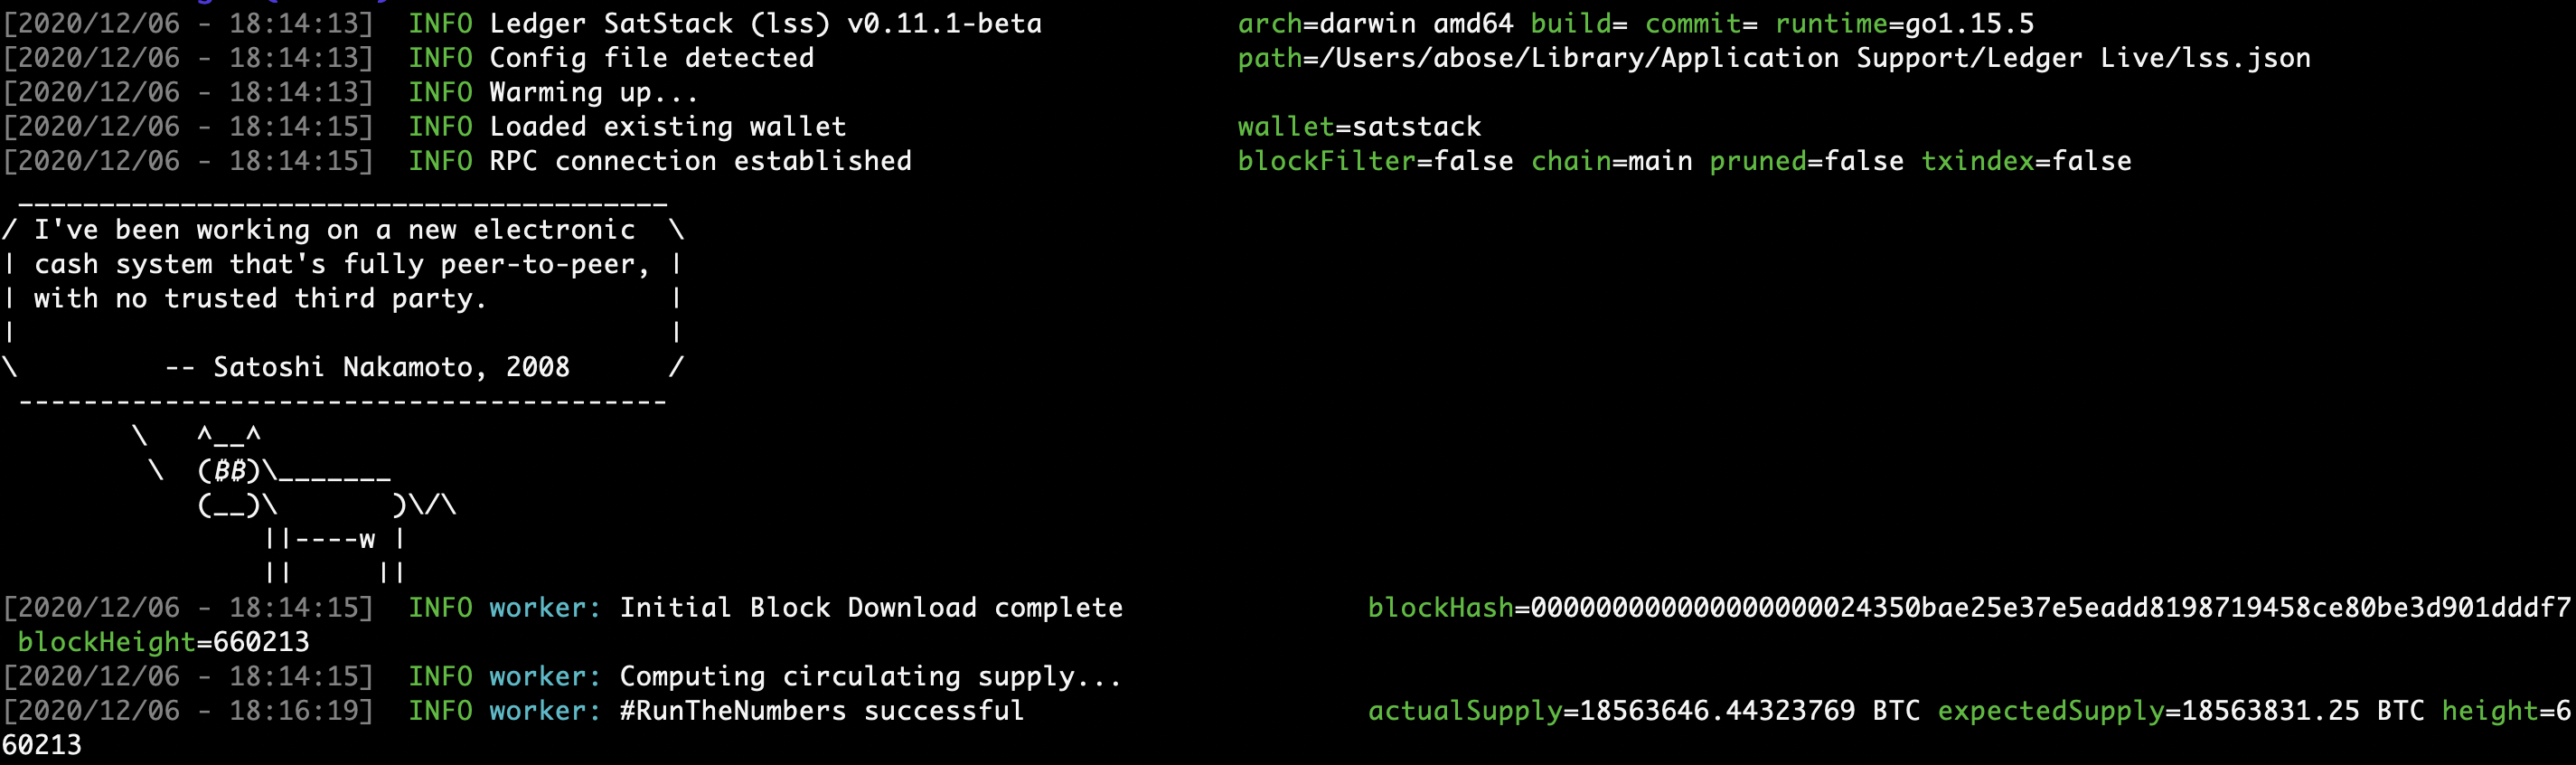 [2020/12/06 - 18:14:13]  INFO Ledger SatStack (lss) v0.11.1-beta                        arch=darwin amd64 build= commit= runtime=go1.15.5
[2020/12/06 - 18:14:13]  INFO Config file detected                                      path=/Users/abose/Library/Application Support/Ledger Live/lss.json
[2020/12/06 - 18:14:13]  INFO Warming up...
[2020/12/06 - 18:14:15]  INFO Loaded existing wallet                                    wallet=satstack
[2020/12/06 - 18:14:15]  INFO RPC connection established                                blockFilter=false chain=main pruned=false txindex=false
 ________________________________________
/ I've been working on a new electronic  \
| cash system that's fully peer-to-peer, |
| with no trusted third party.           |
|                                        |
\         -- Satoshi Nakamoto, 2008      /
 ----------------------------------------
        \   ^__^
         \  (₿₿)\_______
            (__)\       )\/\
                ||----w |
                ||     ||
[2020/12/06 - 18:14:15]  INFO worker: Initial Block Download complete               blockHash=0000000000000000000024350bae25e37e5eadd8198719458ce80be3d901dddf7
 blockHeight=660213
[2020/12/06 - 18:14:15]  INFO worker: Computing circulating supply...
[2020/12/06 - 18:16:19]  INFO worker: #RunTheNumbers successful                     actualSupply=18563646.44323769 BTC expectedSupply=18563831.25 BTC height=6
60213